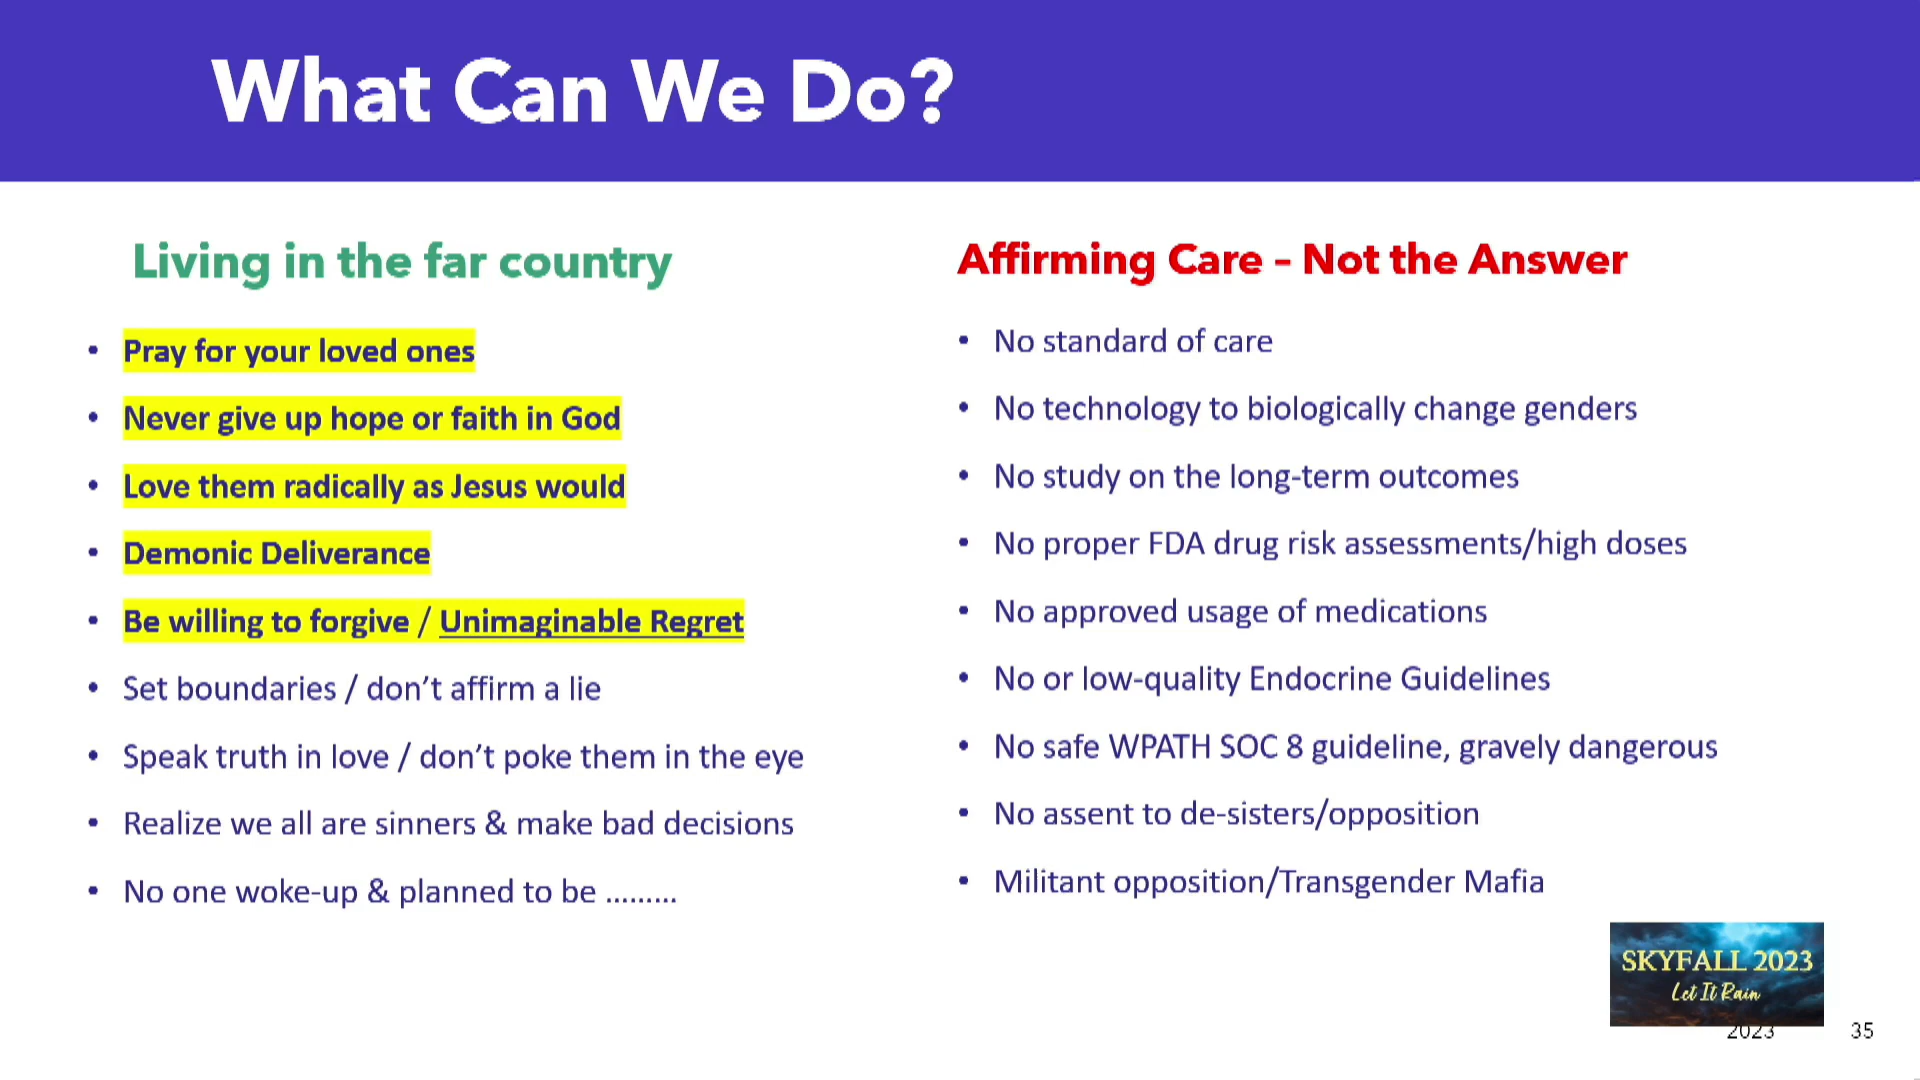 What Can We Do?
Living in the far country
• Pray for your loved ones
• Never give up hope or faith in God
• Love them radically as Jesus would
• Demonic Deliverance
• Be willing to forgive / Unimaginable Regret
• Set boundaries / don’t affirm a lie
• Speak truth in love / don’t poke them in the eye
• Realize we all are sinners & make bad decisions
• No one woke-up & planned to be .........
Affirming Care – Not the Answer
• No standard of care
• No technology to biologically change genders
• No study on the long-term outcomes
• No proper FDA drug risk assessments/high doses
• No approved usage of medications
• No or low-quality Endocrine Guidelines
• No safe WPATH SOC 8 guideline, gravely dangerous
• No assent to de-sisters/opposition
• Militant opposition/Transgender Mafia
SKYFALL 2023
Let It Rain
2023
35